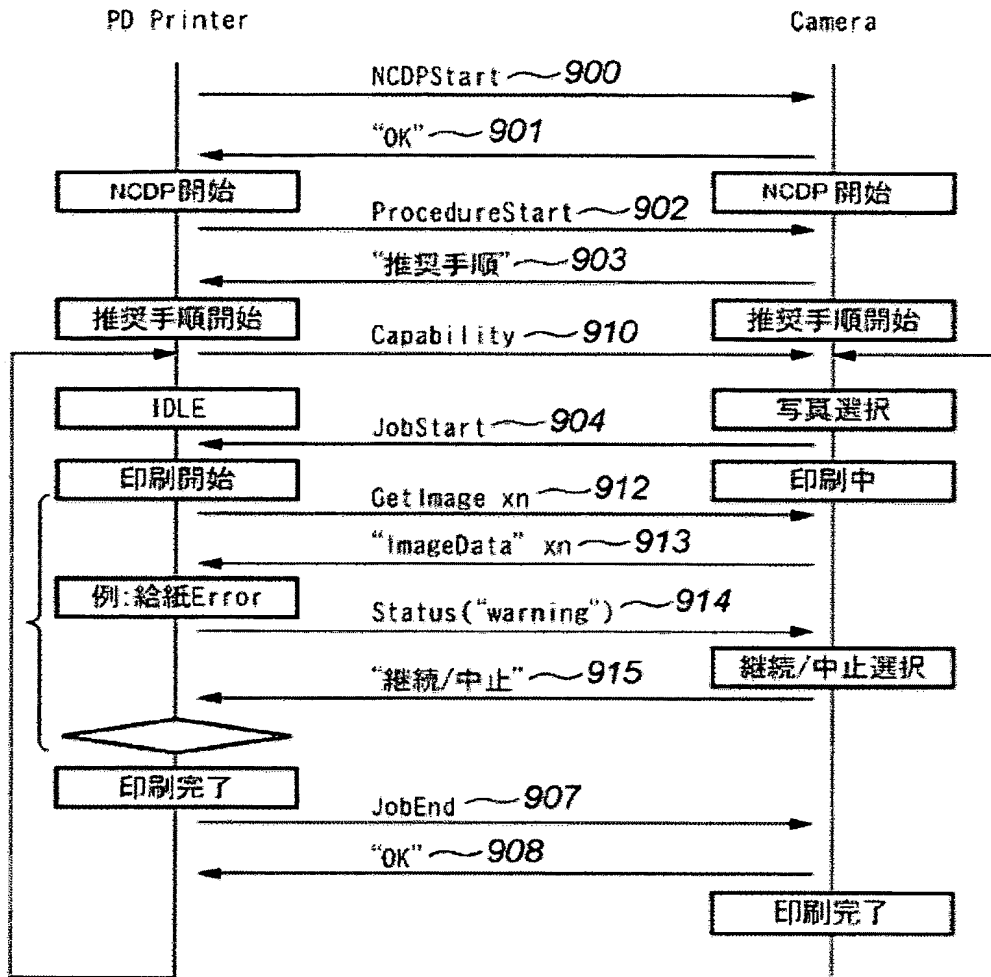 PD Printer
Camera
NCDPStart 900
“OK” 901
NCDP開始
NCDP開始
ProcedureStart 902
“推奨手順” 903
推奨手順開始
推奨手順開始
Capability 910
IDLE
写真選択
JobStart 904
印刷開始
印刷中
GetImage xn 912
“ImageData” xn 913
例:給紙Error
Status(“warning”) 914
継続/中止選択
“継続/中止” 915
印刷完了
JobEnd 907
“OK” 908
印刷完了